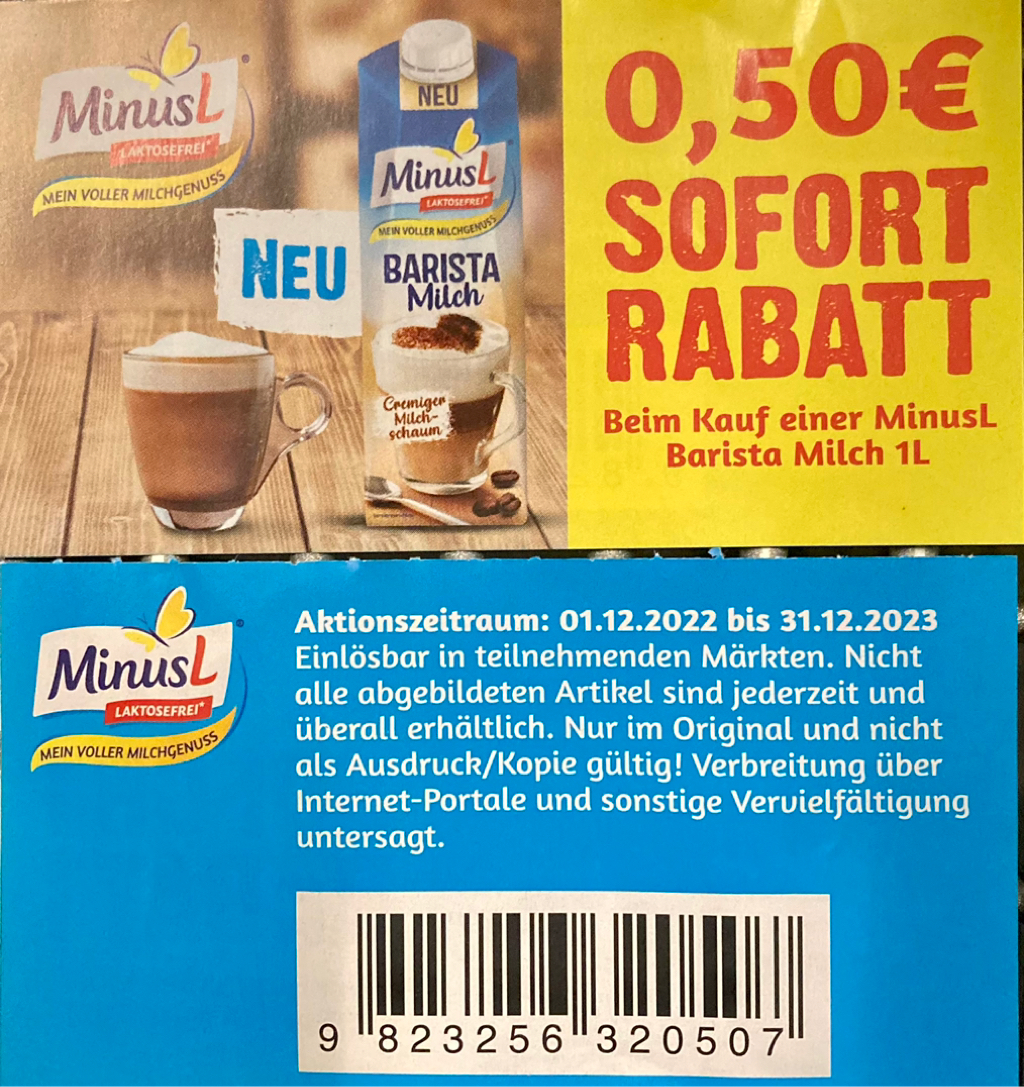 MinusL
LAKTOSEFREI*
MEIN VOLLER MILCHGENUSS
NEU
NEU
MinusL
LAKTOSEFREI*
MEIN VOLLER MILCHGENUSS
BARISTA
Milch
Cremiger
Milch-
schaum
0,50€
SOFORT
RABATT
Beim Kauf einer MinusL
Barista Milch 1L
MinusL
LAKTOSEFREI*
MEIN VOLLER MILCHGENUSS
Aktionszeitraum: 01.12.2022 bis 31.12.2023
Einlösbar in teilnehmenden Märkten. Nicht
alle abgebildeten Artikel sind jederzeit und
überall erhältlich. Nur im Original und nicht
als Ausdruck/Kopie gültig! Verbreitung über
Internet-Portale und sonstige Vervielfältigung
untersagt.
9 823256 320507